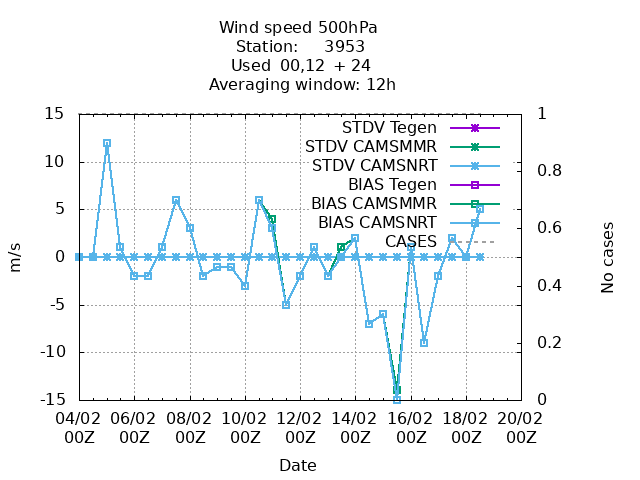 Wind speed 500hPa
Station: 3953
Used 00,12 + 24
Averaging window: 12h
15
10
5
0
-5
-10
-15
m/s
1
0.8
0.6
0.4
0.2
0
No cases
STDV Tegen
STDV CAMSMMR
STDV CAMSNRT
BIAS Tegen
BIAS CAMSMMR
BIAS CAMSNRT
CASES
04/02 06/02 08/02 10/02 12/02 14/02 16/02 18/02 20/02
00Z 00Z 00Z 00Z 00Z 00Z 00Z 00Z 00Z
Date